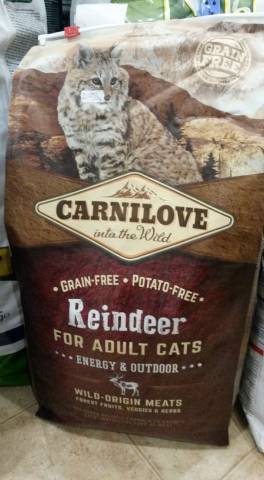 GRAIN
FREE
CARNILOVE
into the Wild
• GRAIN-FREE • POTATO-FREE •
Reindeer
FOR ADULT CATS
••• ENERGY & OUTDOOR •••
WILD-ORIGIN MEATS
FOREST FRUITS, VEGGIES & HERBS